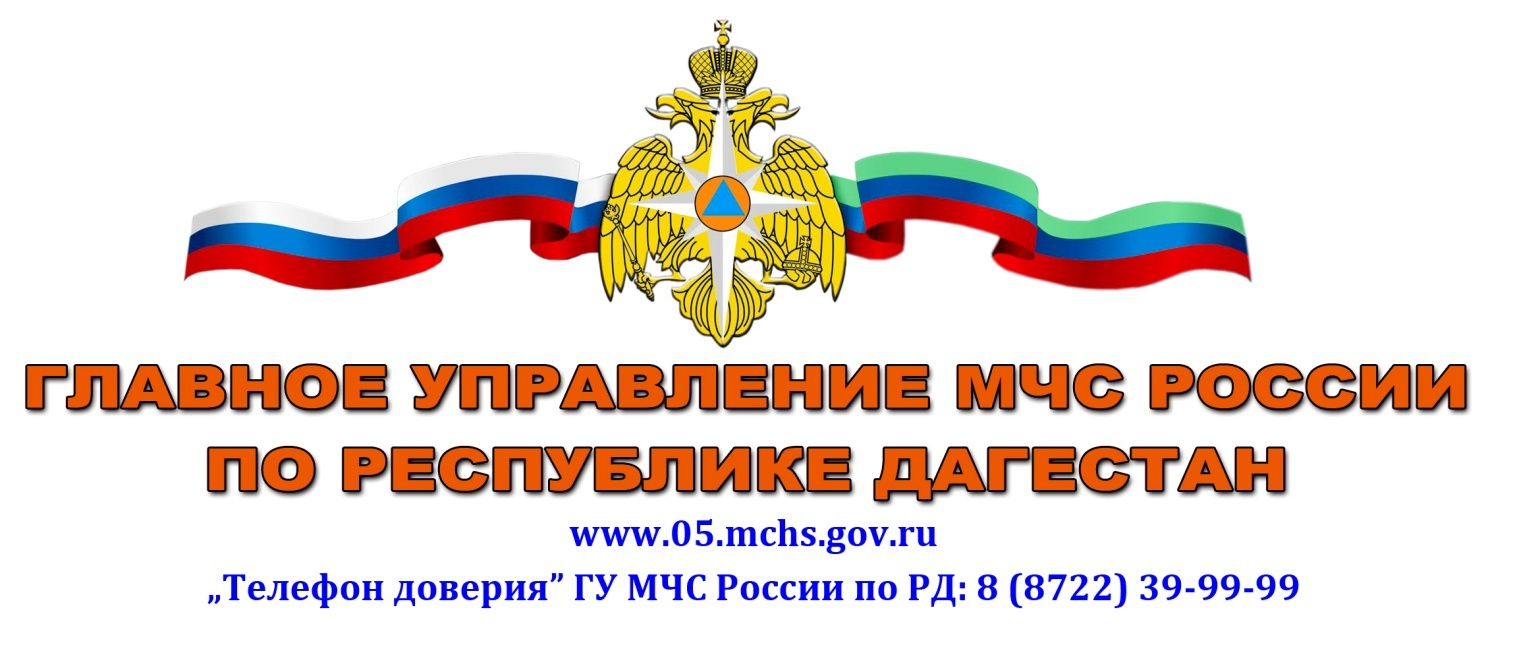 ГЛАВНОЕ УПРАВЛЕНИЕ МЧС РОССИИ
ПО РЕСПУБЛИКЕ ДАГЕСТАН
www.05.mchs.gov.ru
„Телефон доверия” ГУ МЧС России по РД: 8 (8722) 39-99-99